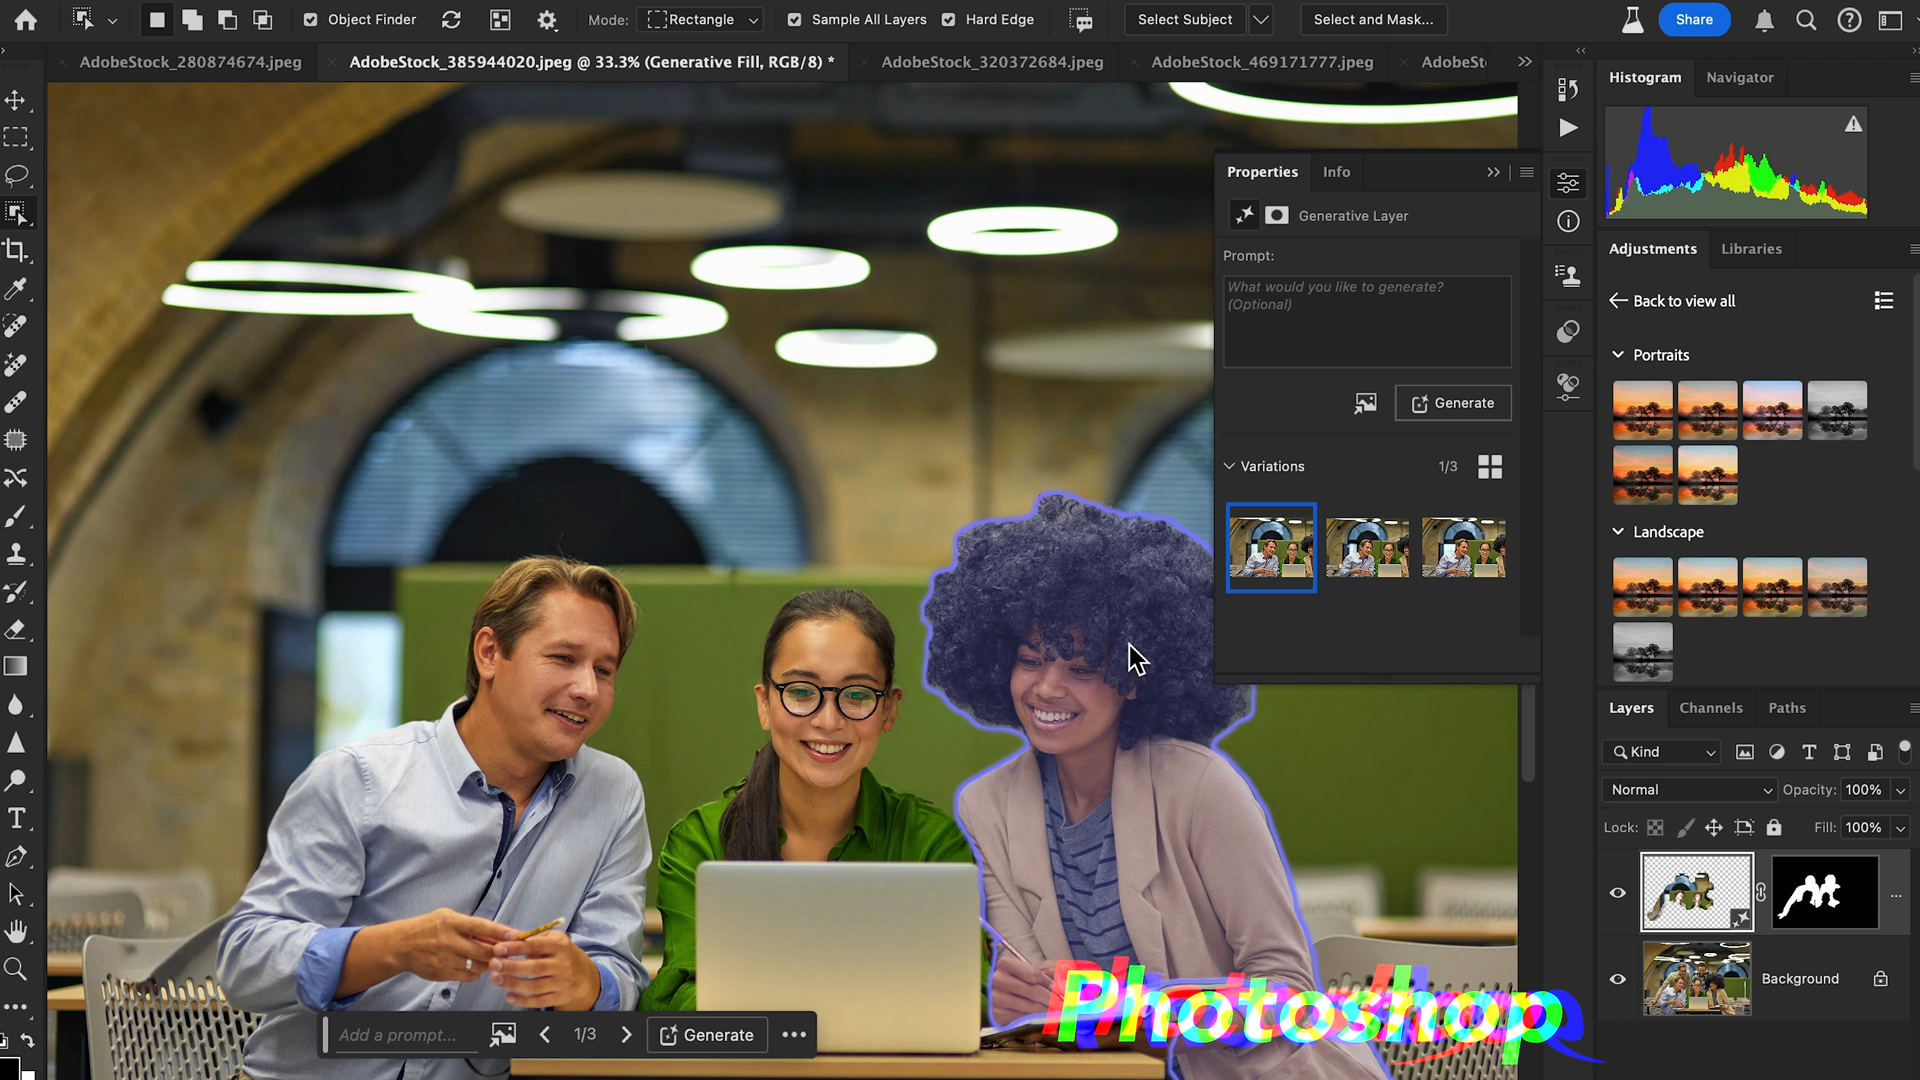 Object Finder
Mode: Rectangle
Sample All Layers
Hard Edge
Select Subject
Select and Mask...
Share
AdobeStock_280874674.jpeg
AdobeStock_385944020.jpeg @ 33.3% (Generative Fill, RGB/8) *
AdobeStock_320372684.jpeg
AdobeStock_469171777.jpeg
AdobeSt
Histogram
Navigator
Properties
Info
Generative Layer
Prompt:
What would you like to generate?
(Optional)
Generate
Variations
1/3
Adjustments
Libraries
Back to view all
Portraits
Landscape
Layers
Channels
Paths
Kind
Normal
Opacity: 100%
Lock:
Fill: 100%
...
Background
Add a prompt...
1/3
Generate
Photoshop